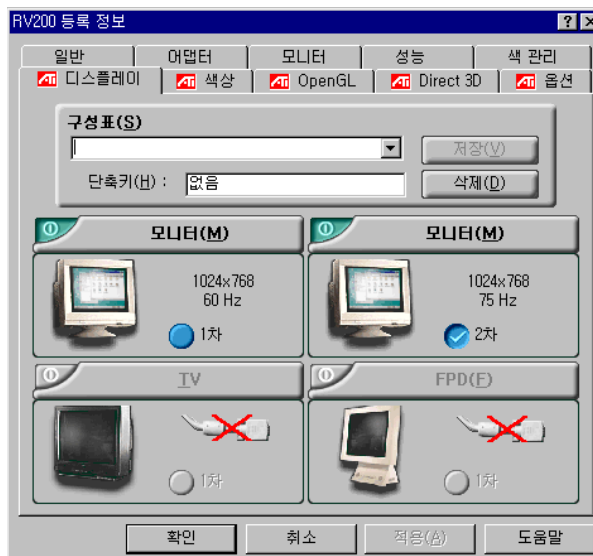 RV200 등록 정보
일반 어댑터 모니터 성능 색 관리
ATI 디스플레이 ATI 색상 ATI OpenGL ATI Direct 3D ATI 옵션
구성표(S)
저장(V)
단축키(H) : 없음 삭제(D)
모니터(M) 모니터(M)
1024x768 1024x768
60 Hz 75 Hz
1차 2차
TV FPD(F)
1차 1차
확인 취소 적용(A) 도움말